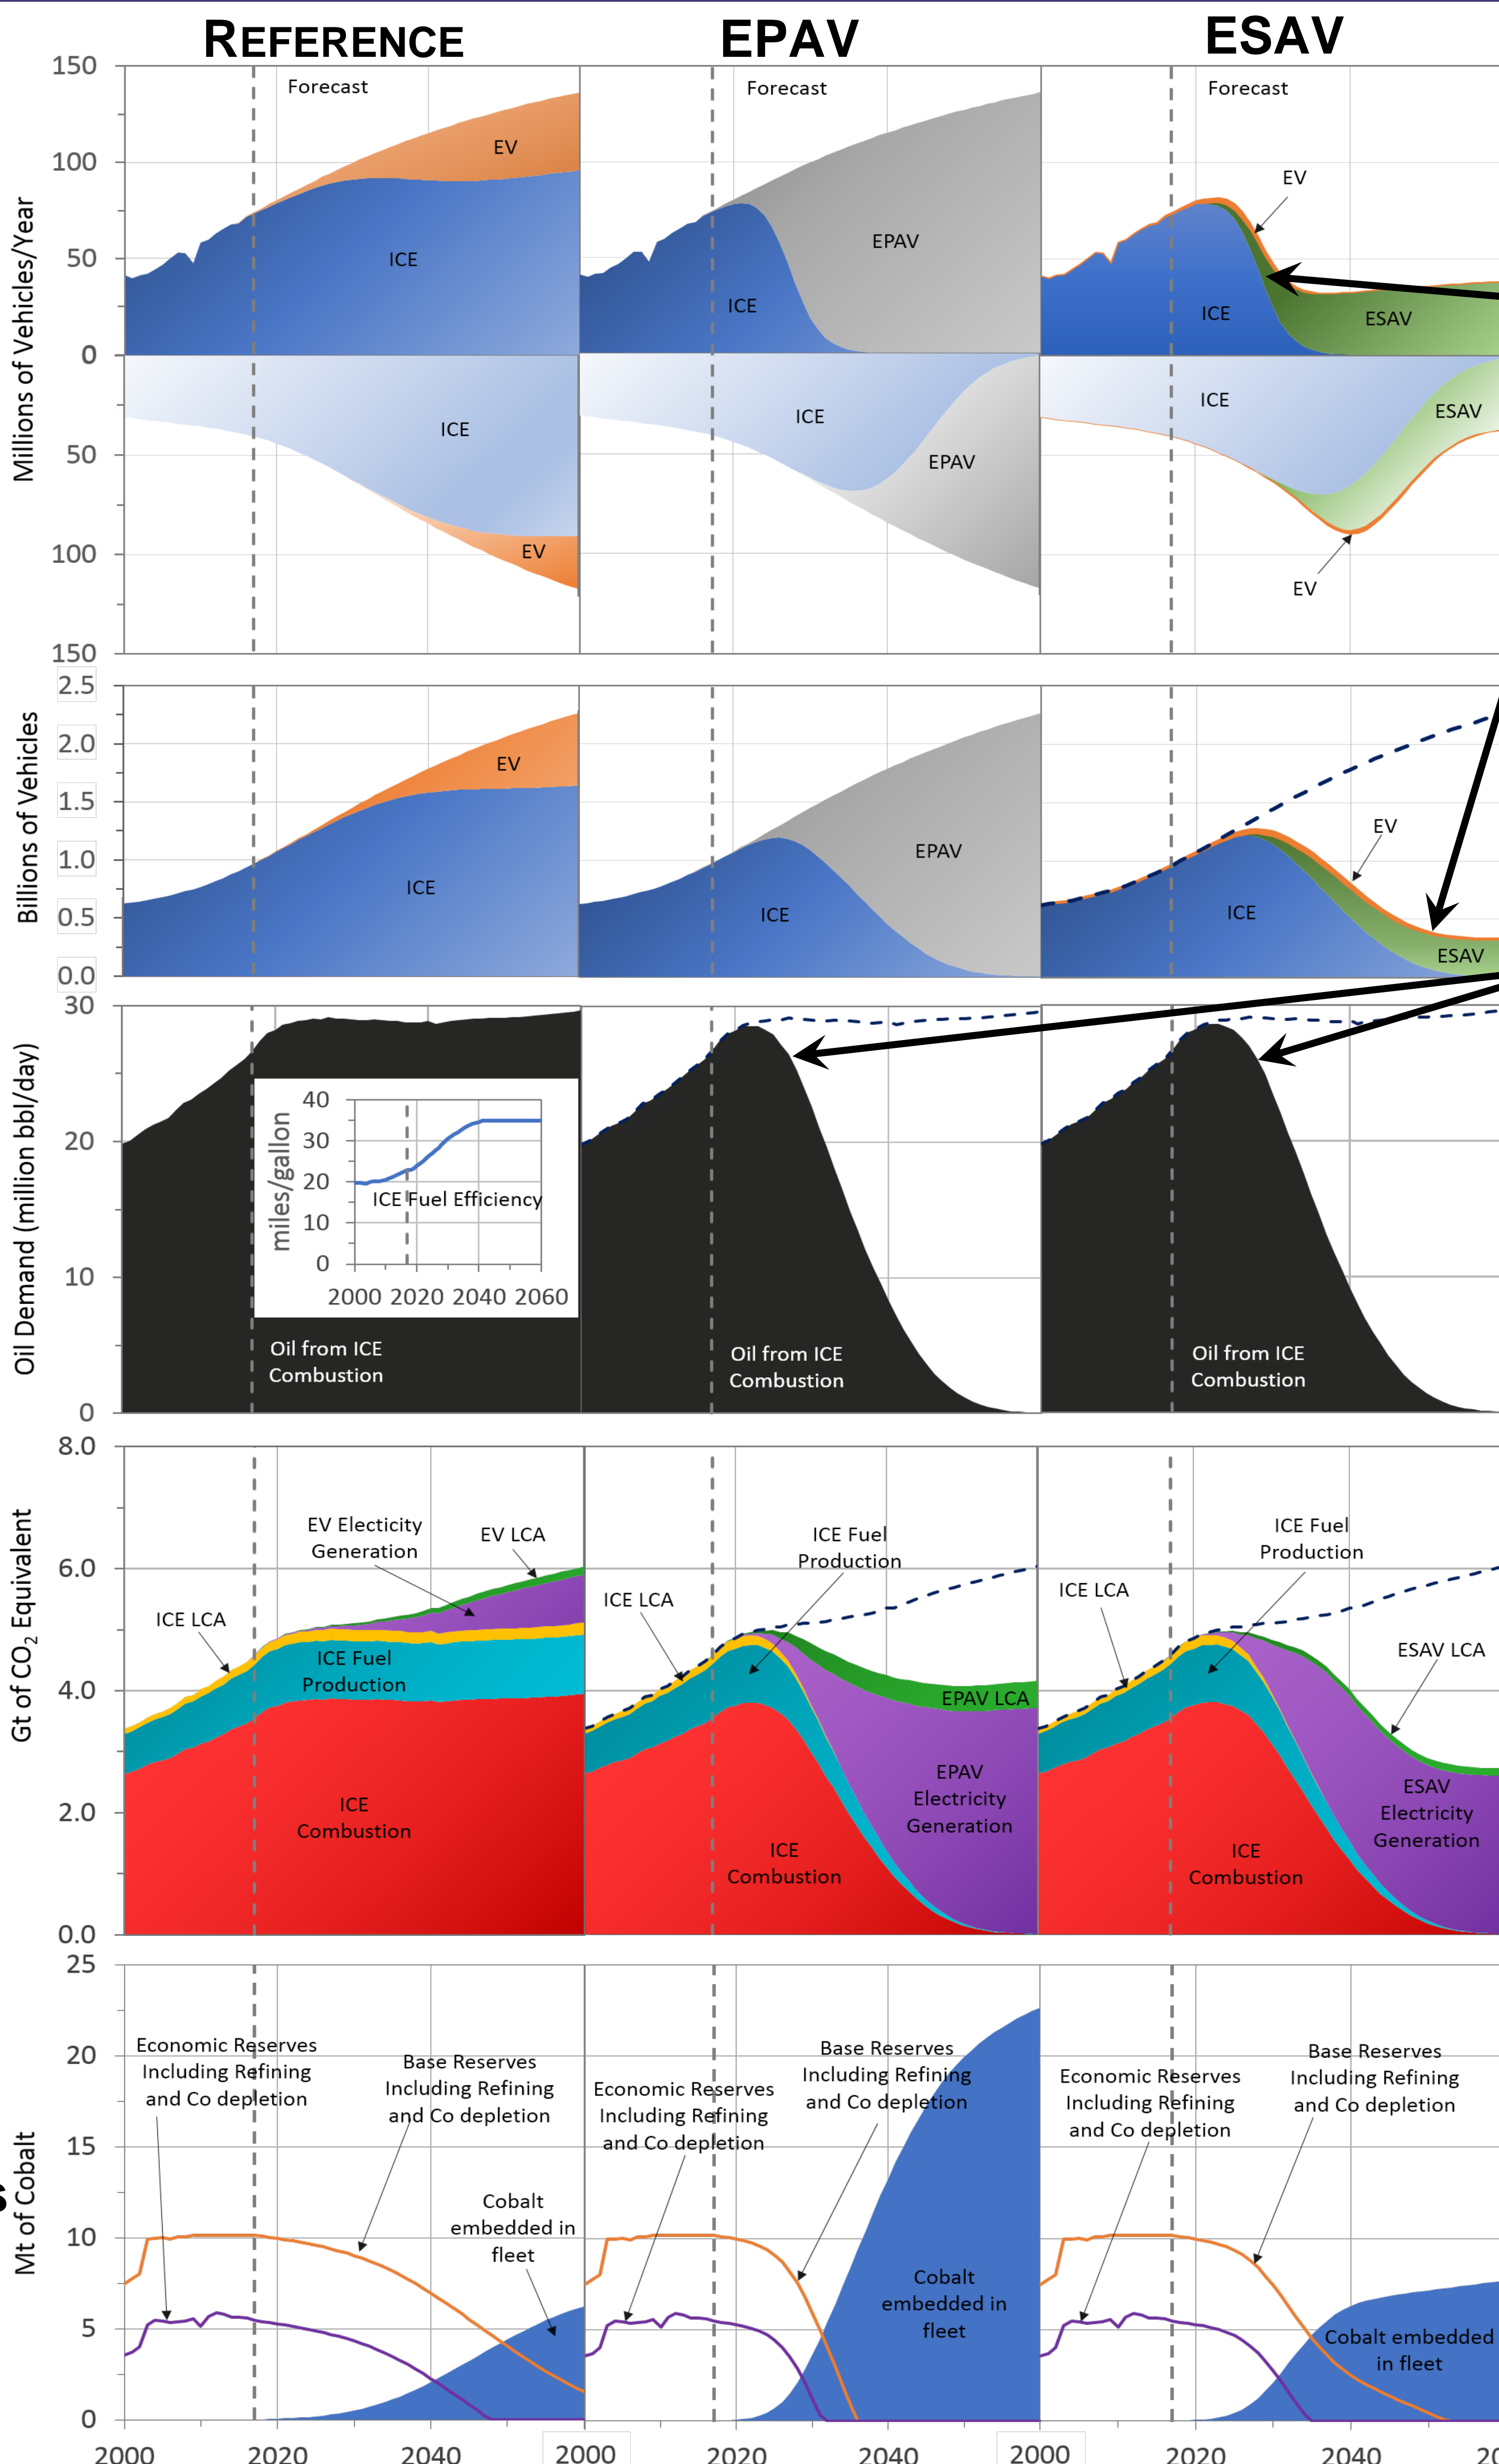 REFERENCE
EPAV
ESAV
Millions of Vehicles/Year
150
100
50
0
50
100
150
Forecast
EV
ICE
ICE
EV
Forecast
EPAV
ICE
ICE
EPAV
Forecast
EV
ICE
ESAV
ICE
ESAV
EV
Billions of Vehicles
2.5
2.0
1.5
1.0
0.5
0.0
EV
ICE
EPAV
ICE
EV
ICE
ESAV
Oil Demand (million bbl/day)
30
20
10
0
miles/gallon
40
30
20
10
0
ICE Fuel Efficiency
2000 2020 2040 2060
Oil from ICE
Combustion
Oil from ICE
Combustion
Oil from ICE
Combustion
Gt of CO2 Equivalent
8.0
6.0
4.0
2.0
0.0
EV Electicity
Generation
EV LCA
ICE LCA
ICE Fuel
Production
ICE
Combustion
ICE Fuel
Production
ICE LCA
EPAV LCA
EPAV
Electricity
Generation
ICE
Combustion
ICE Fuel
Production
ICE LCA
ESAV LCA
ESAV
Electricity
Generation
ICE
Combustion
Mt of Cobalt
25
20
15
10
5
0
Economic Reserves
Including Refining
and Co depletion
Base Reserves
Including Refining
and Co depletion
Cobalt
embedded in
fleet
Economic Reserves
Including Refining
and Co depletion
Base Reserves
Including Refining
and Co depletion
Cobalt
embedded in
fleet
Economic Reserves
Including Refining
and Co depletion
Base Reserves
Including Refining
and Co depletion
Cobalt embedded
in fleet
2000 2020 2040 2000 2020 2040 2000 2020 2040